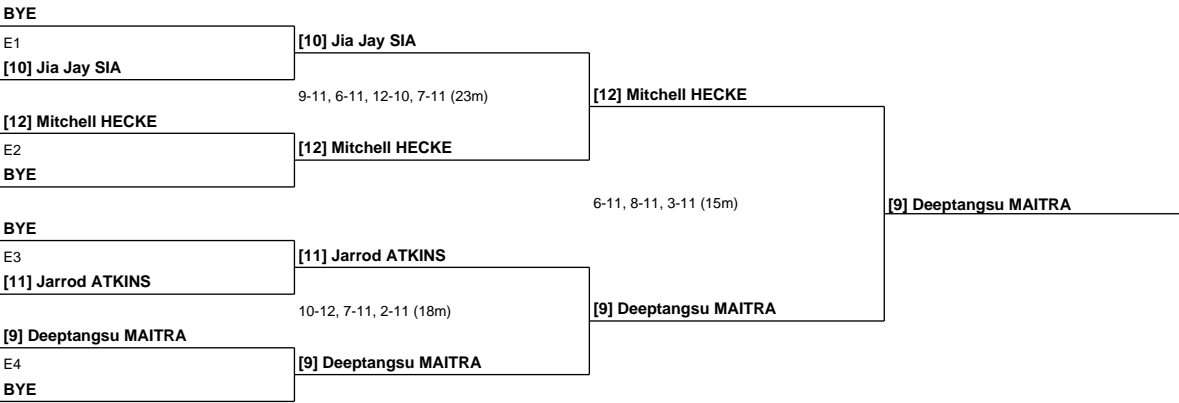 BYE
E1
[10] Jia Jay SIA
[10] Jia Jay SIA
9-11, 6-11, 12-10, 7-11 (23m)
[12] Mitchell HECKE
[12] Mitchell HECKE
E2
[12] Mitchell HECKE
BYE
6-11, 8-11, 3-11 (15m)
[9] Deeptangsu MAITRA
BYE
E3
[11] Jarrod ATKINS
[11] Jarrod ATKINS
10-12, 7-11, 2-11 (18m)
[9] Deeptangsu MAITRA
[9] Deeptangsu MAITRA
E4
[9] Deeptangsu MAITRA
BYE